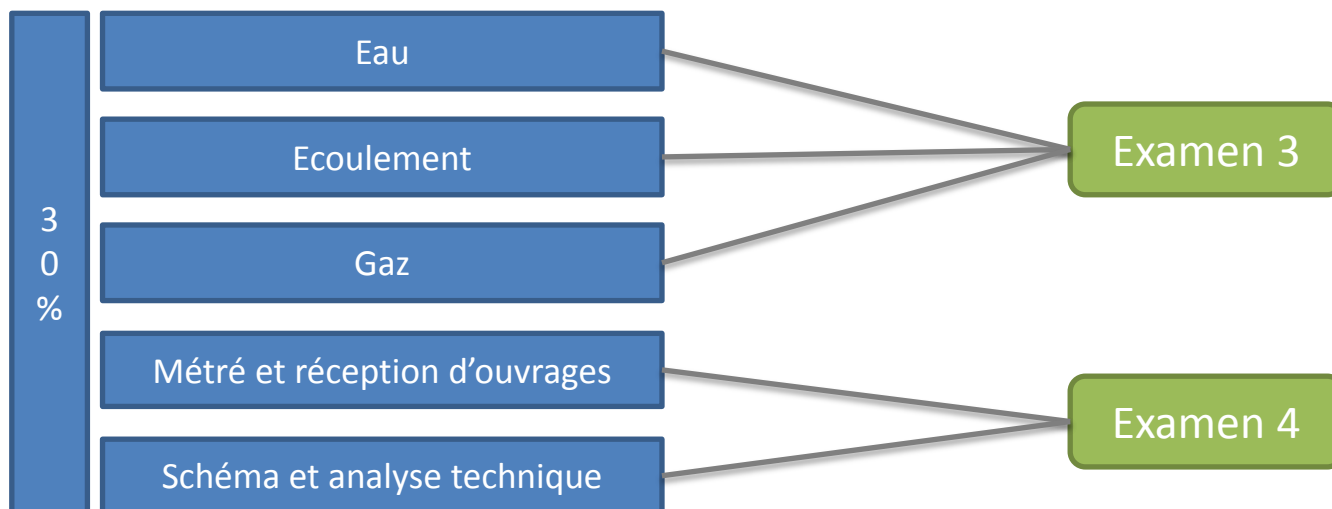 3
0
%
Eau
Ecoulement
Gaz
Métré et réception d’ouvrages
Schéma et analyse technique
Examen 3
Examen 4